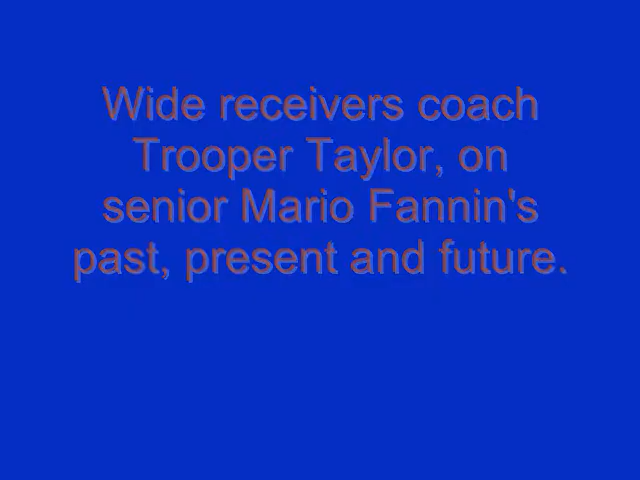 Wide receivers coach
Trooper Taylor, on
senior Mario Fannin's
past, present and future.